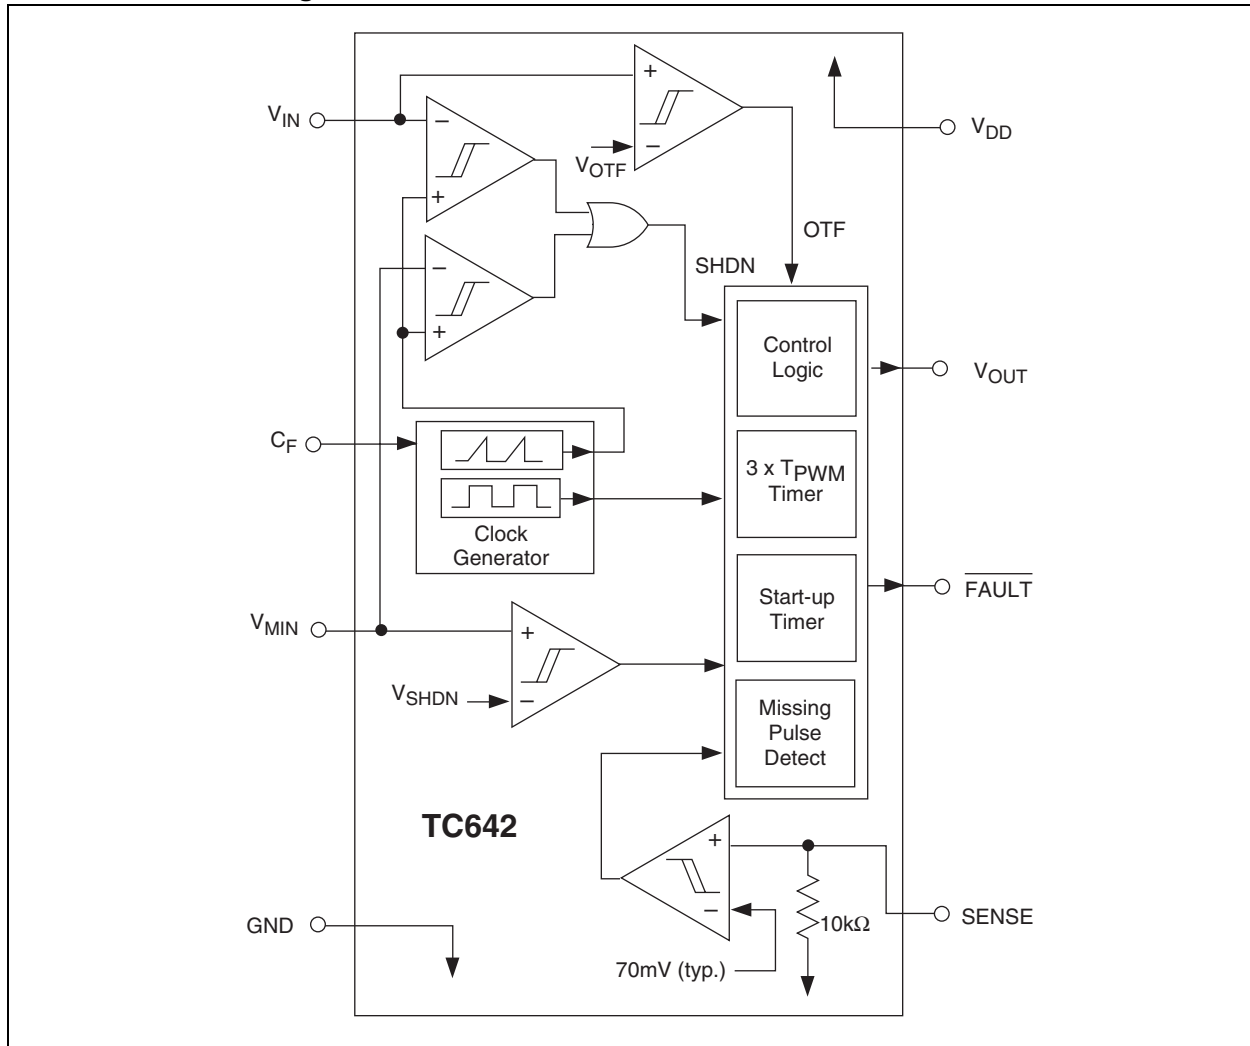 +
V_IN
−
V_DD
V_OTF
−
+
OTF
SHDN
−
+
Control
Logic
V_OUT
C_F
3 x T_PWM
Timer
Clock
Generator
Start-up
Timer
FAULT
V_MIN
+
V_SHDN
−
Missing
Pulse
Detect
TC642
+
−
10kΩ
SENSE
GND
70mV (typ.)